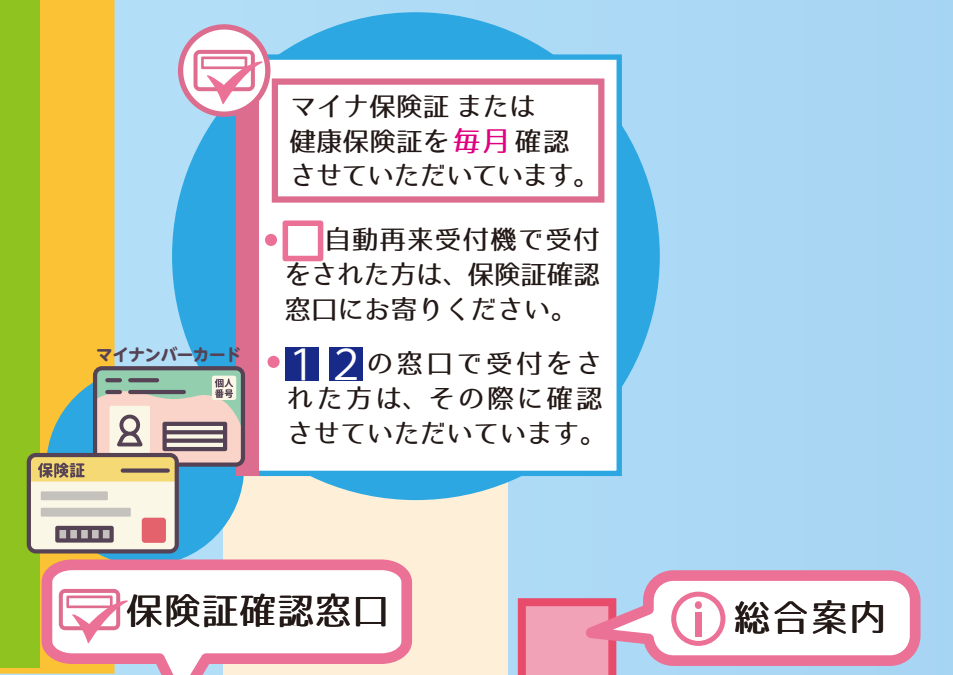 マイナ保険証 または
健康保険証を毎月確認
させていただいています。
• 自動再来受付機で受付
をされた方は、保険証確認
窓口にお寄りください。
• 1 2 の窓口で受付をさ
れた方は、その際に確認
させていただいています。
マイナンバーカード
個人
番号
保険証
保険証確認窓口
i 総合案内